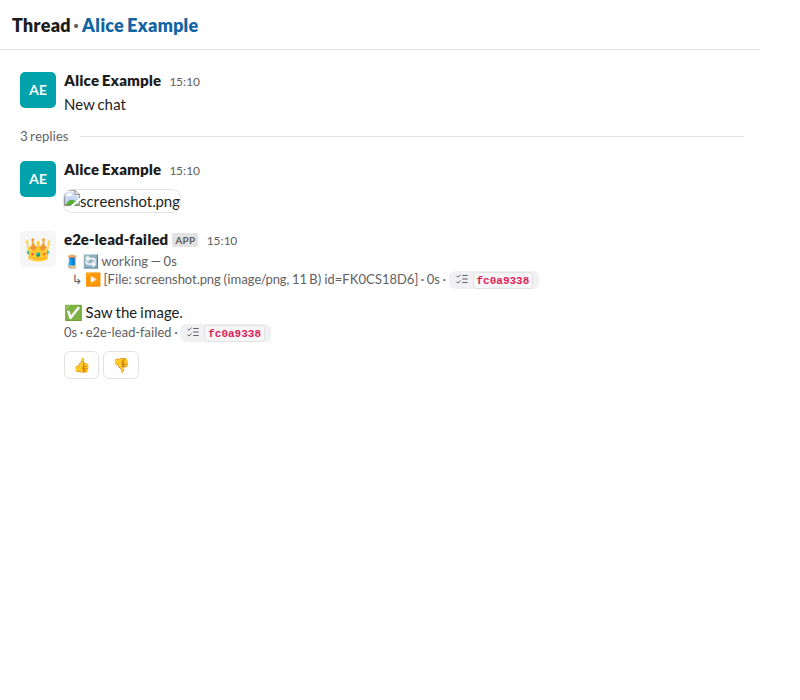 Thread • Alice Example
AE
Alice Example 15:10
New chat
3 replies
AE
Alice Example 15:10
screenshot.png
e2e-lead-failed APP 15:10
🧵 🔄 working — 0s
↳ ▶️ [File: screenshot.png (image/png, 11 B) id=FK0CS18D6] · 0s · fc0a9338
✅ Saw the image.
0s · e2e-lead-failed · fc0a9338